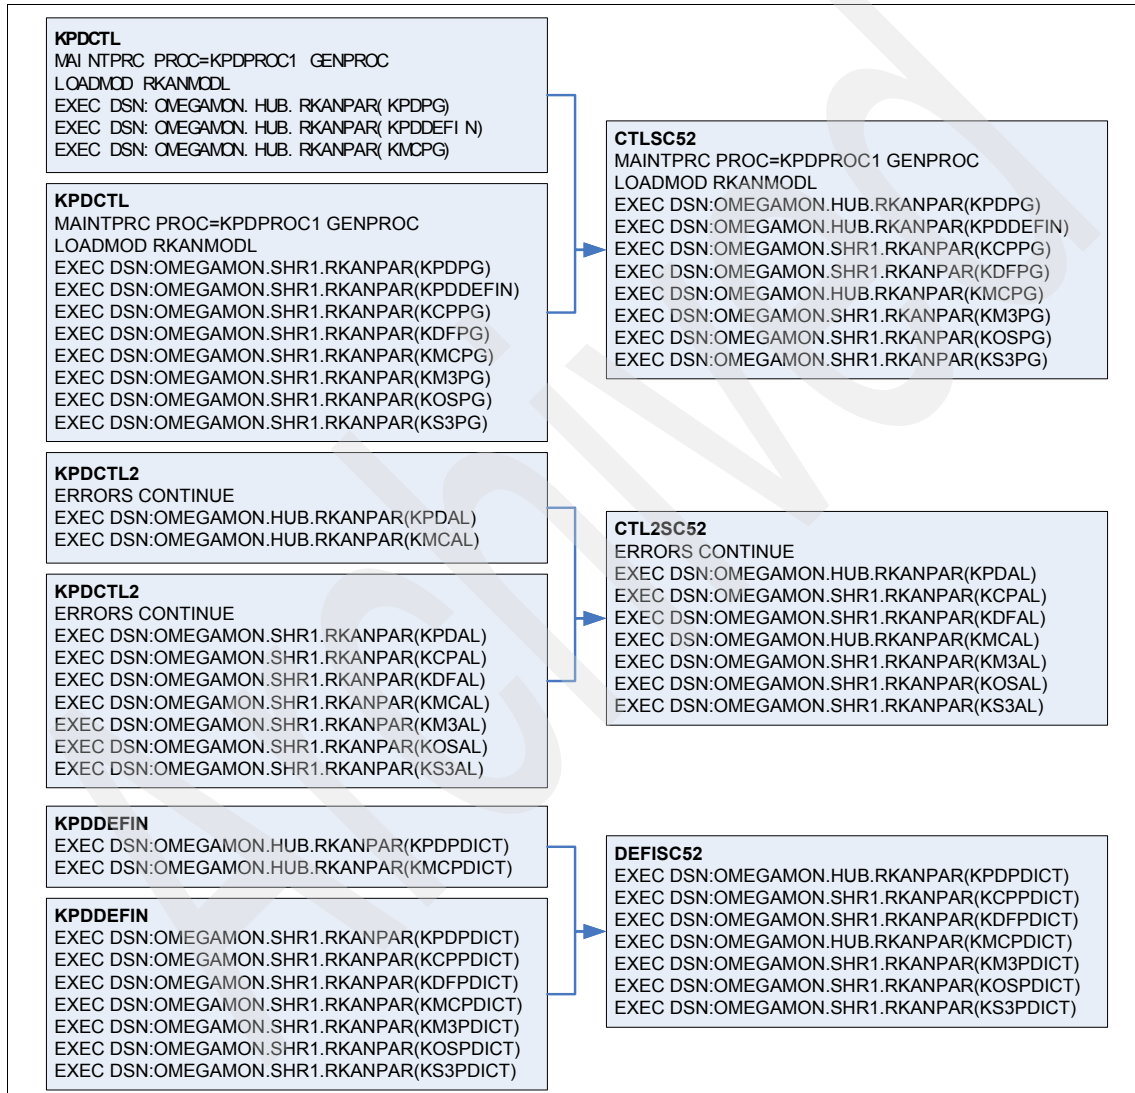 KPDCTL
MAINTPRC PROC=KPDPROC1 GENPROC
LOADMOD RKANMODL
EXEC DSN: OMEGAMON. HUB. RKANPAR( KPDPG)
EXEC DSN: OMEGAMON. HUB. RKANPAR( KPDDEFIN)
EXEC DSN: OMEGAMON. HUB. RKANPAR( KMCPG)
KPDCTL
MAINTPRC PROC=KPDPROC1 GENPROC
LOADMOD RKANMODL
EXEC DSN:OMEGAMON.SHR1.RKANPAR(KPDPG)
EXEC DSN:OMEGAMON.SHR1.RKANPAR(KPDDEFIN)
EXEC DSN:OMEGAMON.SHR1.RKANPAR(KCPPG)
EXEC DSN:OMEGAMON.SHR1.RKANPAR(KDFPG)
EXEC DSN:OMEGAMON.SHR1.RKANPAR(KMCPG)
EXEC DSN:OMEGAMON.SHR1.RKANPAR(KM3PG)
EXEC DSN:OMEGAMON.SHR1.RKANPAR(KOSPG)
EXEC DSN:OMEGAMON.SHR1.RKANPAR(KS3PG)
CTLSC52
MAINTPRC PROC=KPDPROC1 GENPROC
LOADMOD RKANMODL
EXEC DSN:OMEGAMON.HUB.RKANPAR(KPDPG)
EXEC DSN:OMEGAMON.HUB.RKANPAR(KPDDEFIN)
EXEC DSN:OMEGAMON.SHR1.RKANPAR(KCPPG)
EXEC DSN:OMEGAMON.SHR1.RKANPAR(KDFPG)
EXEC DSN:OMEGAMON.HUB.RKANPAR(KMCPG)
EXEC DSN:OMEGAMON.SHR1.RKANPAR(KM3PG)
EXEC DSN:OMEGAMON.SHR1.RKANPAR(KOSPG)
EXEC DSN:OMEGAMON.SHR1.RKANPAR(KS3PG)
KPDCTL2
ERRORS CONTINUE
EXEC DSN:OMEGAMON.HUB.RKANPAR(KPDAL)
EXEC DSN:OMEGAMON.HUB.RKANPAR(KMCAL)
KPDCTL2
ERRORS CONTINUE
EXEC DSN:OMEGAMON.SHR1.RKANPAR(KPDAL)
EXEC DSN:OMEGAMON.SHR1.RKANPAR(KCPAL)
EXEC DSN:OMEGAMON.SHR1.RKANPAR(KDFAL)
EXEC DSN:OMEGAMON.SHR1.RKANPAR(KMCAL)
EXEC DSN:OMEGAMON.SHR1.RKANPAR(KM3AL)
EXEC DSN:OMEGAMON.SHR1.RKANPAR(KOSAL)
EXEC DSN:OMEGAMON.SHR1.RKANPAR(KS3AL)
CTL2SC52
ERRORS CONTINUE
EXEC DSN:OMEGAMON.HUB.RKANPAR(KPDAL)
EXEC DSN:OMEGAMON.SHR1.RKANPAR(KCPAL)
EXEC DSN:OMEGAMON.SHR1.RKANPAR(KDFAL)
EXEC DSN:OMEGAMON.HUB.RKANPAR(KMCAL)
EXEC DSN:OMEGAMON.SHR1.RKANPAR(KM3AL)
EXEC DSN:OMEGAMON.SHR1.RKANPAR(KOSAL)
EXEC DSN:OMEGAMON.SHR1.RKANPAR(KS3AL)
KPDDEFIN
EXEC DSN:OMEGAMON.HUB.RKANPAR(KPDPDICT)
EXEC DSN:OMEGAMON.HUB.RKANPAR(KMCPDICT)
KPDDEFIN
EXEC DSN:OMEGAMON.SHR1.RKANPAR(KPDPDICT)
EXEC DSN:OMEGAMON.SHR1.RKANPAR(KCPPDICT)
EXEC DSN:OMEGAMON.SHR1.RKANPAR(KDFPDICT)
EXEC DSN:OMEGAMON.SHR1.RKANPAR(KMCPDICT)
EXEC DSN:OMEGAMON.SHR1.RKANPAR(KM3PDICT)
EXEC DSN:OMEGAMON.SHR1.RKANPAR(KOSPDICT)
EXEC DSN:OMEGAMON.SHR1.RKANPAR(KS3PDICT)
DEFISC52
EXEC DSN:OMEGAMON.HUB.RKANPAR(KPDPDICT)
EXEC DSN:OMEGAMON.SHR1.RKANPAR(KCPPDICT)
EXEC DSN:OMEGAMON.SHR1.RKANPAR(KDFPDICT)
EXEC DSN:OMEGAMON.HUB.RKANPAR(KMCPDICT)
EXEC DSN:OMEGAMON.SHR1.RKANPAR(KM3PDICT)
EXEC DSN:OMEGAMON.SHR1.RKANPAR(KOSPDICT)
EXEC DSN:OMEGAMON.SHR1.RKANPAR(KS3PDICT)
Archived